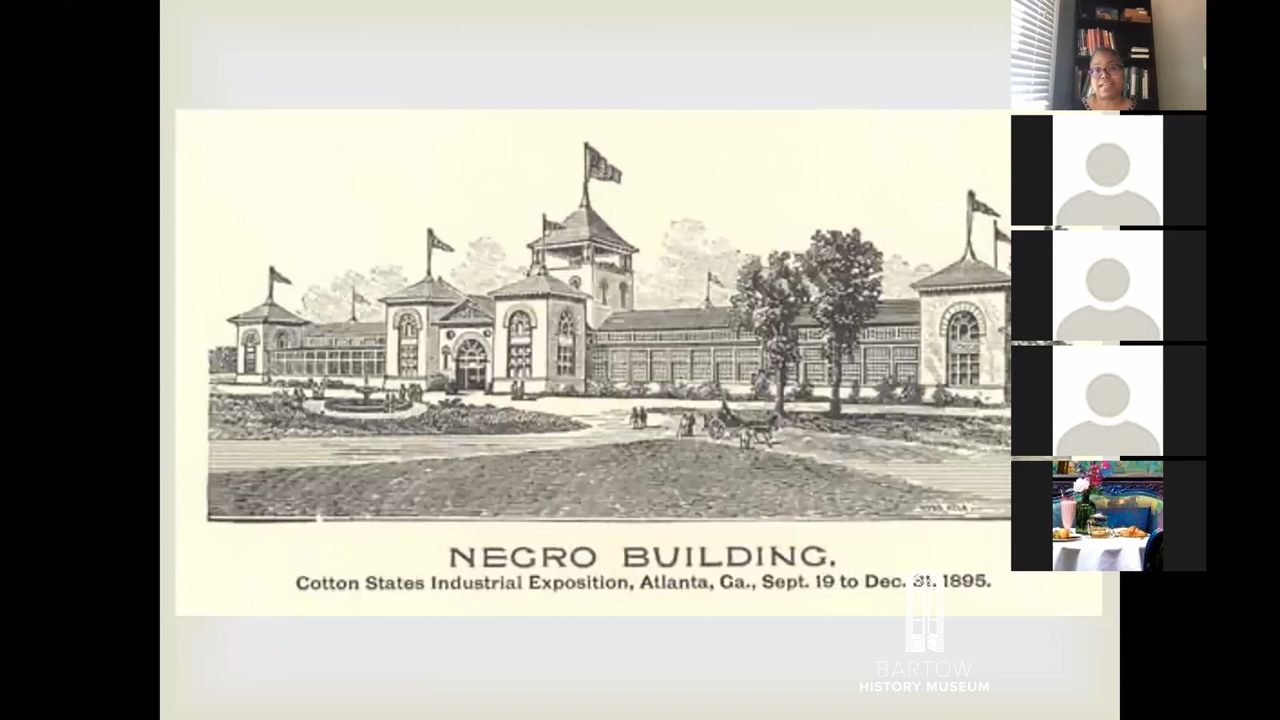 NEGRO BUILDING.
Cotton States Industrial Exposition, Atlanta, Ga., Sept. 19 to Dec. 31. 1895.
BARTOW
HISTORY MUSEUM